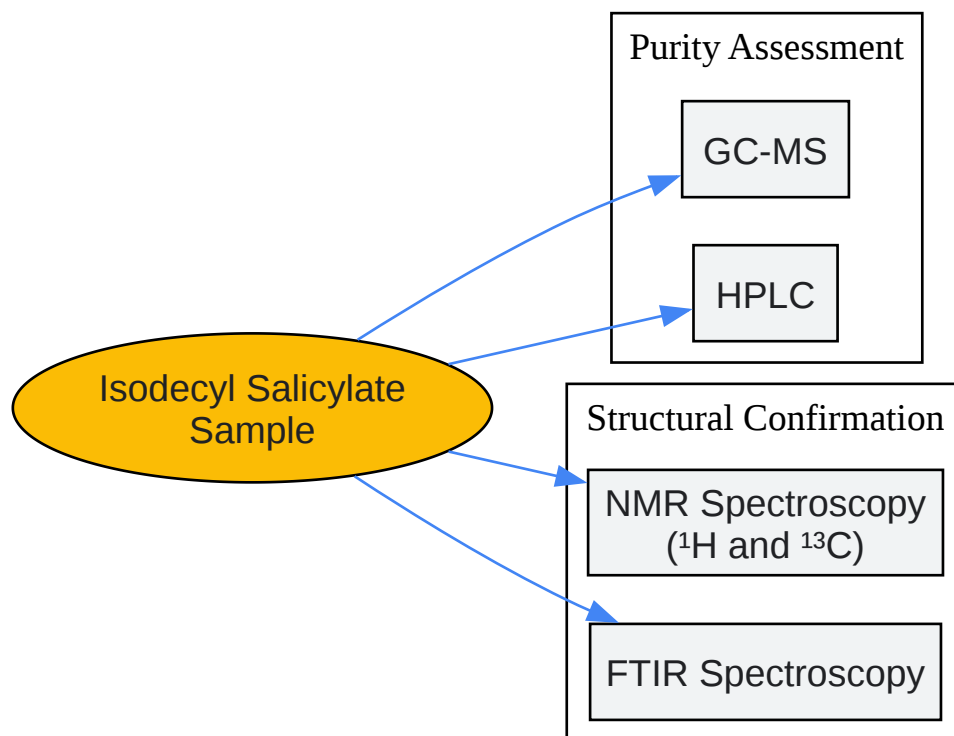 Purity Assessment
GC-MS
HPLC
Isodecyl Salicylate
Sample
Structural Confirmation
NMR Spectroscopy
(¹H and ¹³C)
FTIR Spectroscopy